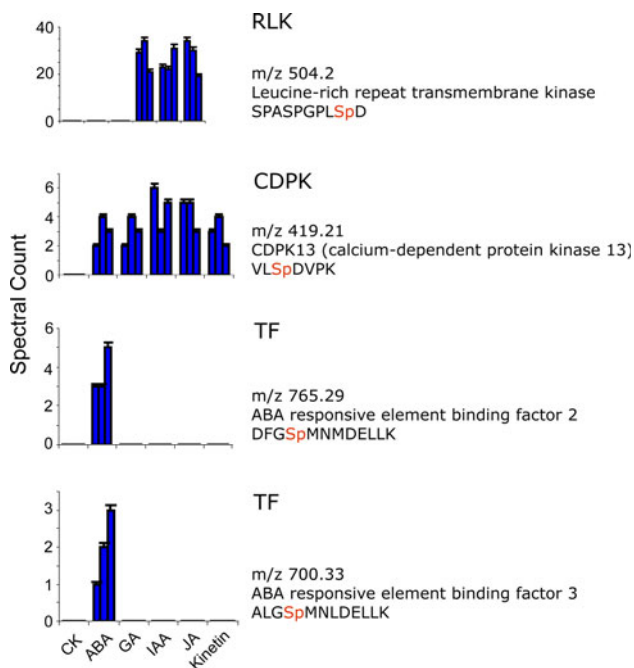 RLK
40
20
0
m/z 504.2
Leucine-rich repeat transmembrane kinase
SPASPGPLSpD
CDPK
6
4
2
0
m/z 419.21
CDPK13 (calcium-dependent protein kinase 13)
VLSpDVPK
Spectral Count
TF
6
4
2
0
m/z 765.29
ABA responsive element binding factor 2
DFGSpMNMDELLK
TF
3
2
1
0
m/z 700.33
ABA responsive element binding factor 3
ALGSpMNLDELLK
CK ABA GA IAA JA Kinetin